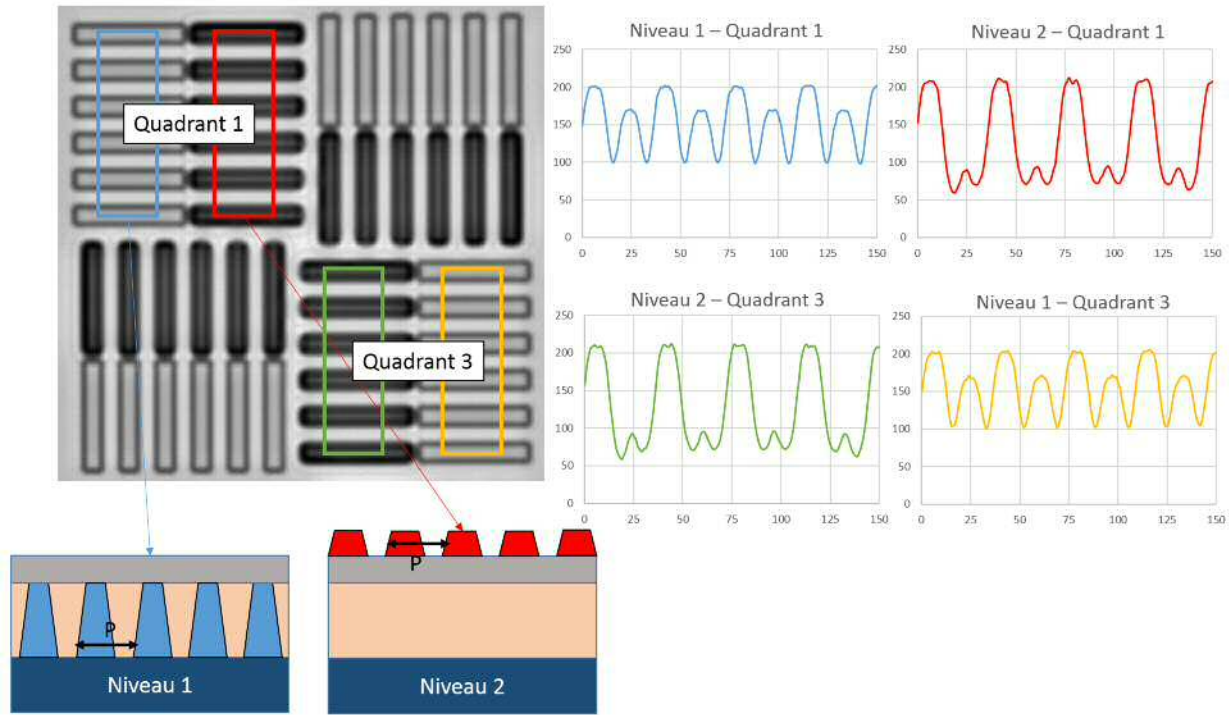 Quadrant 1
Quadrant 3
Niveau 1 – Quadrant 1
250
200
150
100
50
0
0 25 50 75 100 125 150
Niveau 2 – Quadrant 1
250
200
150
100
50
0
0 25 50 75 100 125 150
Niveau 2 – Quadrant 3
250
200
150
100
50
0
0 25 50 75 100 125 150
Niveau 1 – Quadrant 3
250
200
150
100
50
0
0 25 50 75 100 125 150
P
Niveau 1
P
Niveau 2